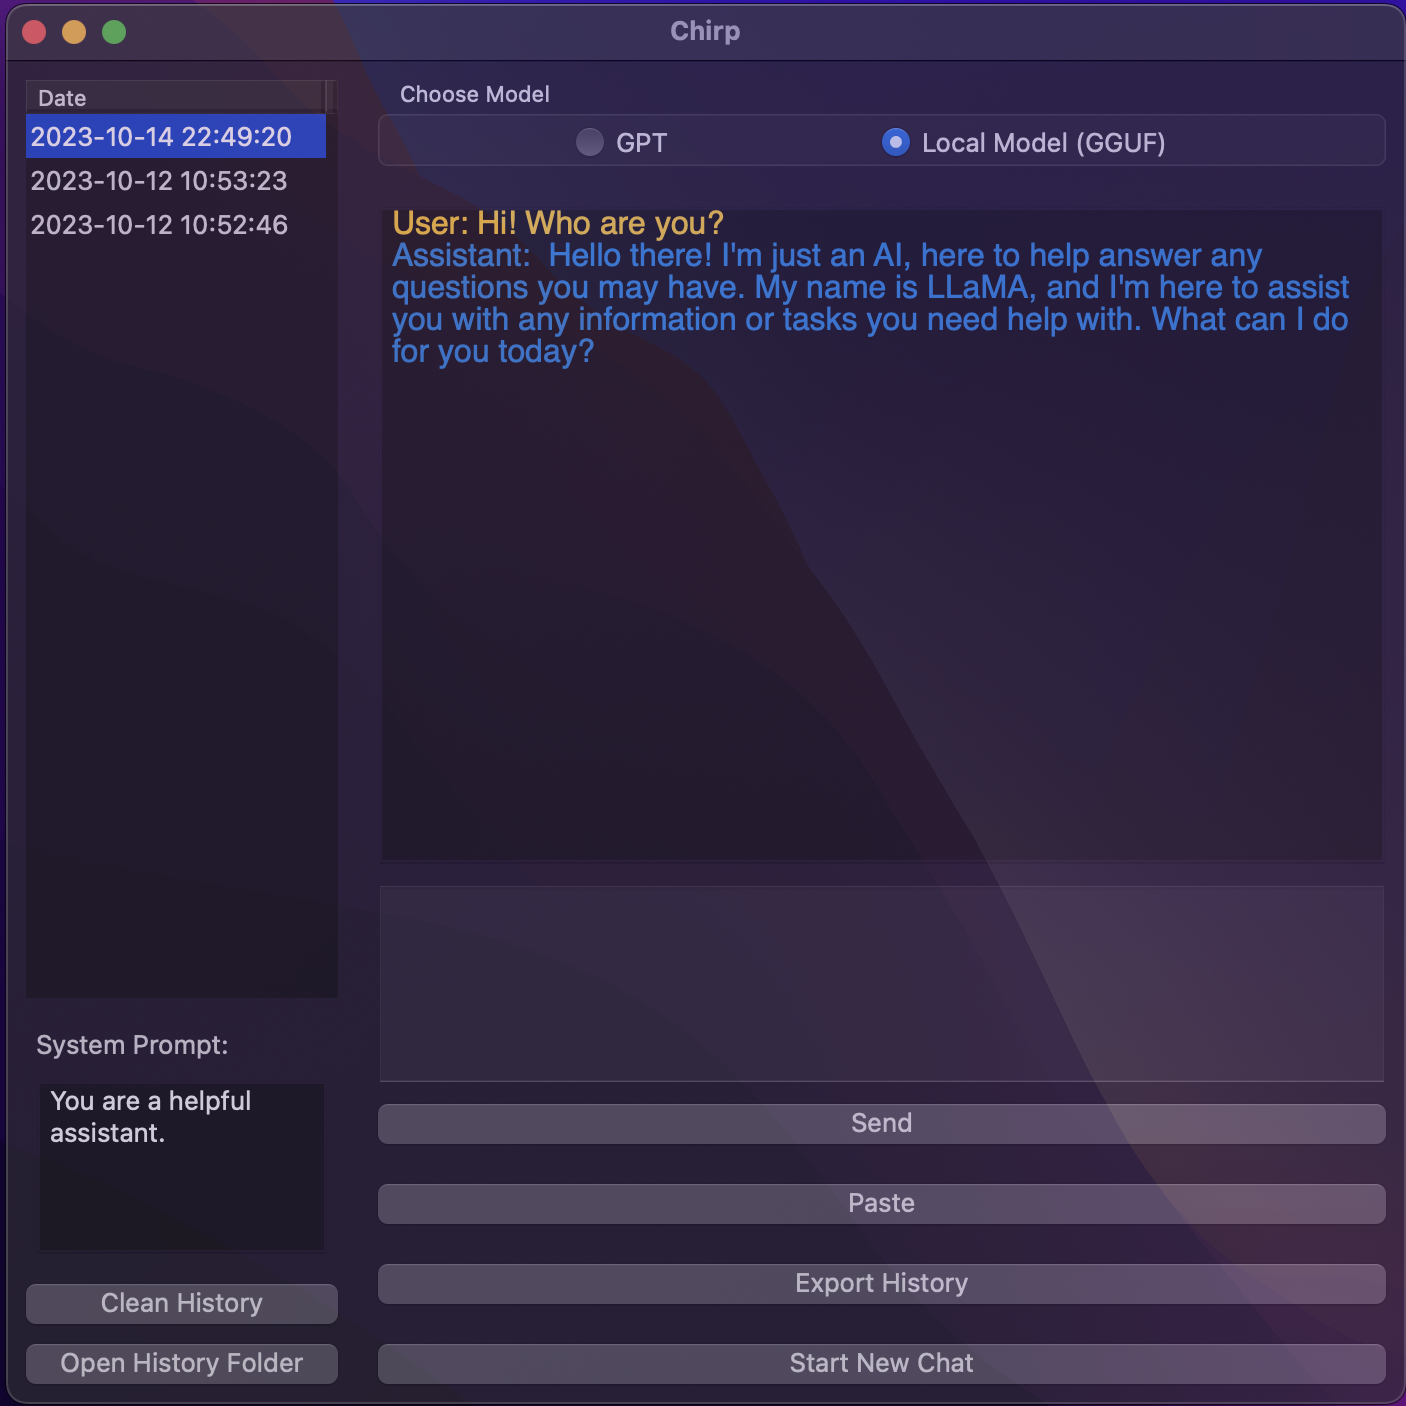 Chirp
Date
2023-10-14 22:49:20
2023-10-12 10:53:23
2023-10-12 10:52:46
System Prompt:
You are a helpful
assistant.
Clean History
Open History Folder
Choose Model
GPT
Local Model (GGUF)
User: Hi! Who are you?
Assistant:  Hello there! I'm just an AI, here to help answer any
questions you may have. My name is LLaMA, and I'm here to assist
you with any information or tasks you need help with. What can I do
for you today?
Send
Paste
Export History
Start New Chat